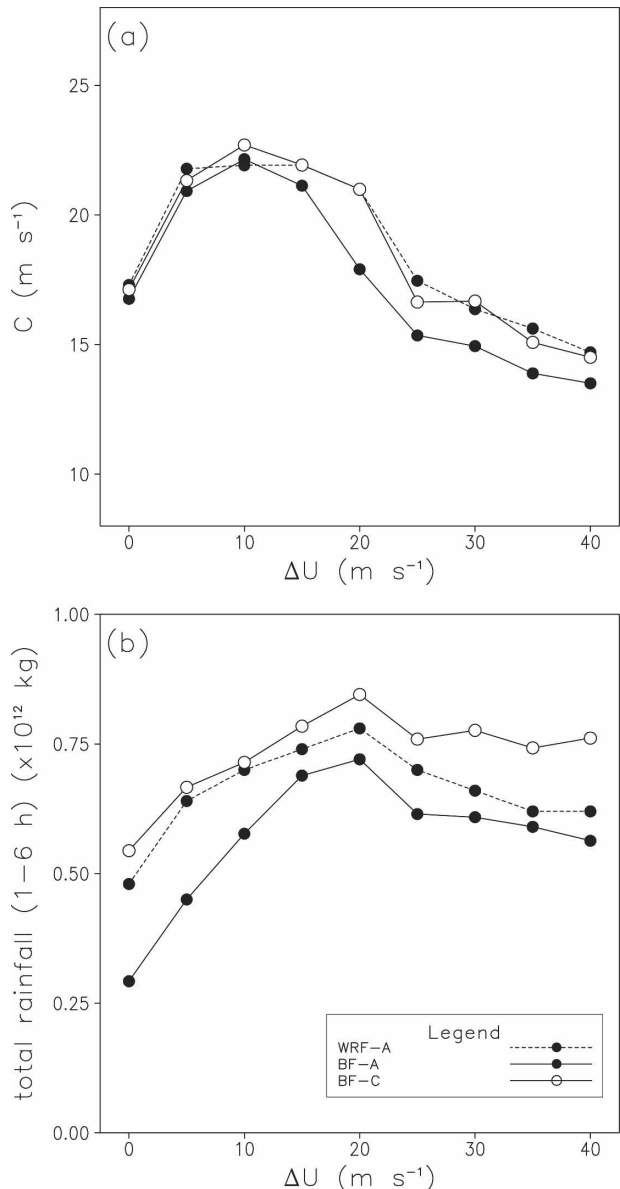 (a)
25
20
15
10
C (m s⁻¹)
0 10 20 30 40
ΔU (m s⁻¹)
(b)
1.00
0.75
0.50
0.25
0.00
total rainfall (1−6 h) (x10¹² kg)
Legend
WRF−A
BF−A
BF−C
0 10 20 30 40
ΔU (m s⁻¹)